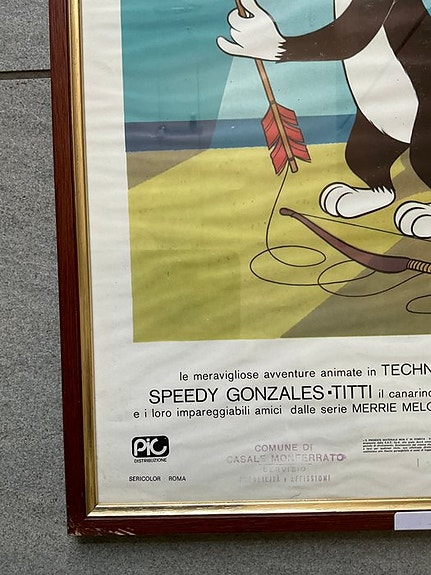 le meravigliose avventure animate in TECHN
SPEEDY GONZALES-TITTI il canarino
e i loro impareggiabili amici dalle serie MERRIE MELO
PIC
DISTRIBUZIONE
SERICOLOR ROMA
COMUNE DI
CASALE MONFERRATO
SERVIZIO
PUBBLICITÀ e AFFISSIONI